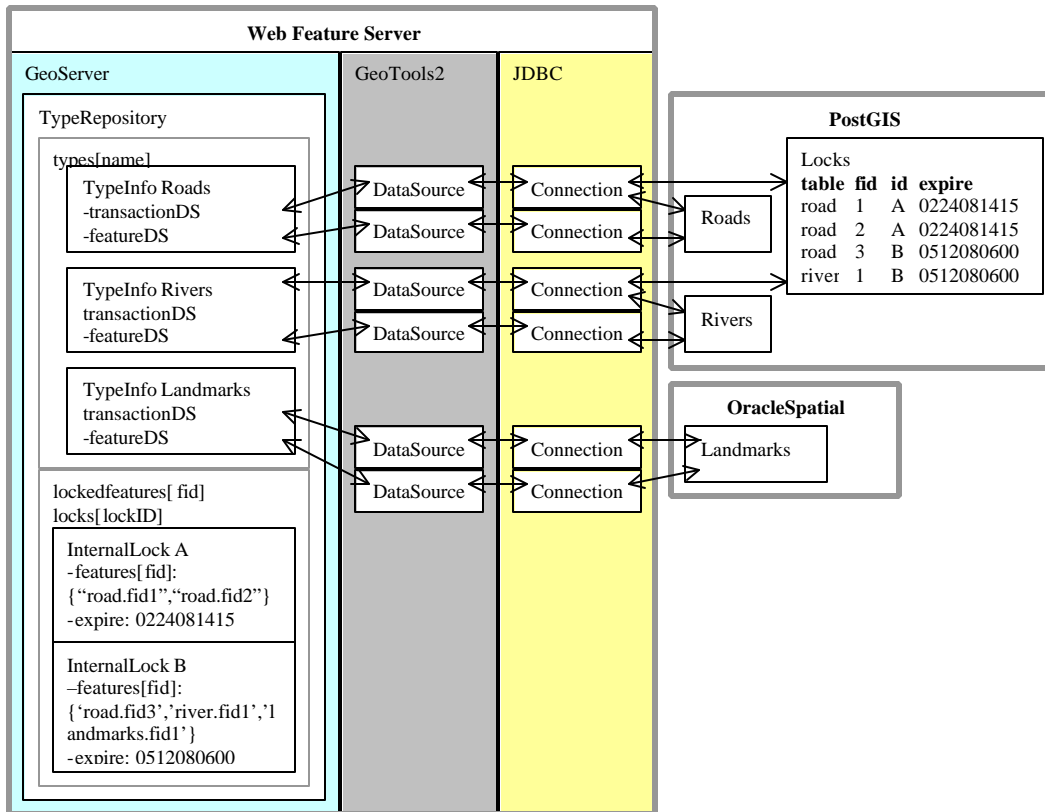 Web Feature Server
GeoServer
GeoTools2
JDBC
TypeRepository
types[name]
TypeInfo Roads
-transactionDS
-featureDS
TypeInfo Rivers
transactionDS
-featureDS
TypeInfo Landmarks
transactionDS
-featureDS
lockedfeatures[ fid]
locks[lockID]
InternalLock A
-features[fid]:
{“road.fid1”,“road.fid2”}
-expire: 0224081415
InternalLock B
–features[fid]:
{‘road.fid3’,’river.fid1’,’l
andmarks.fid1’}
-expire: 0512080600
DataSource
DataSource
DataSource
DataSource
DataSource
DataSource
Connection
Connection
Connection
Connection
Connection
Connection
PostGIS
Roads
Rivers
Locks
table fid id expire
road 1 A 0224081415
road 2 A 0224081415
road 3 B 0512080600
river 1 B 0512080600
OracleSpatial
Landmarks